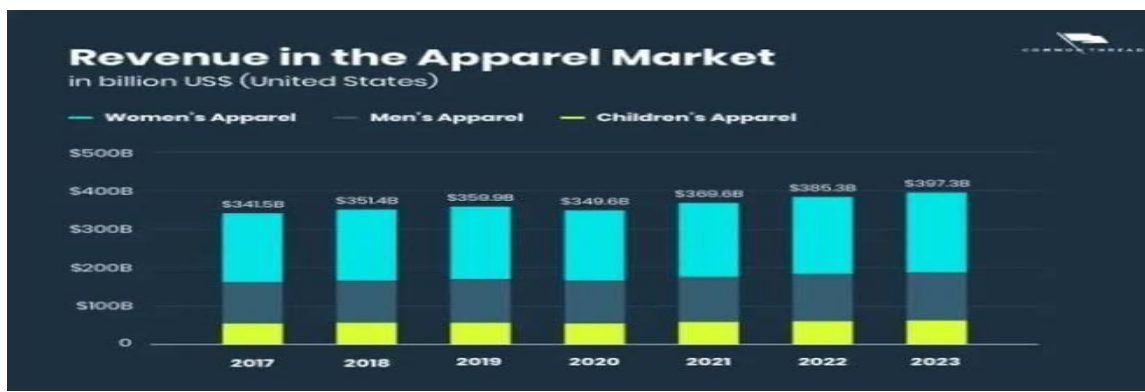 Revenue in the Apparel Market
COMMON THREAD
in billion US$ (United States)
Women's Apparel Men's Apparel Children's Apparel
$500B
$400B
$300B
$200B
$100B
0
$341.5B $351.4B $359.9B $349.6B $369.6B $385.3B $397.3B
2017 2018 2019 2020 2021 2022 2023